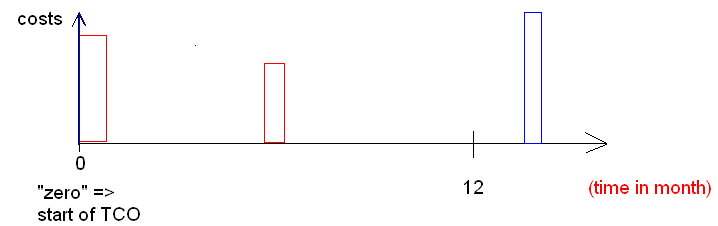 costs
0
12
(time in month)
"zero" =>
start of TCO